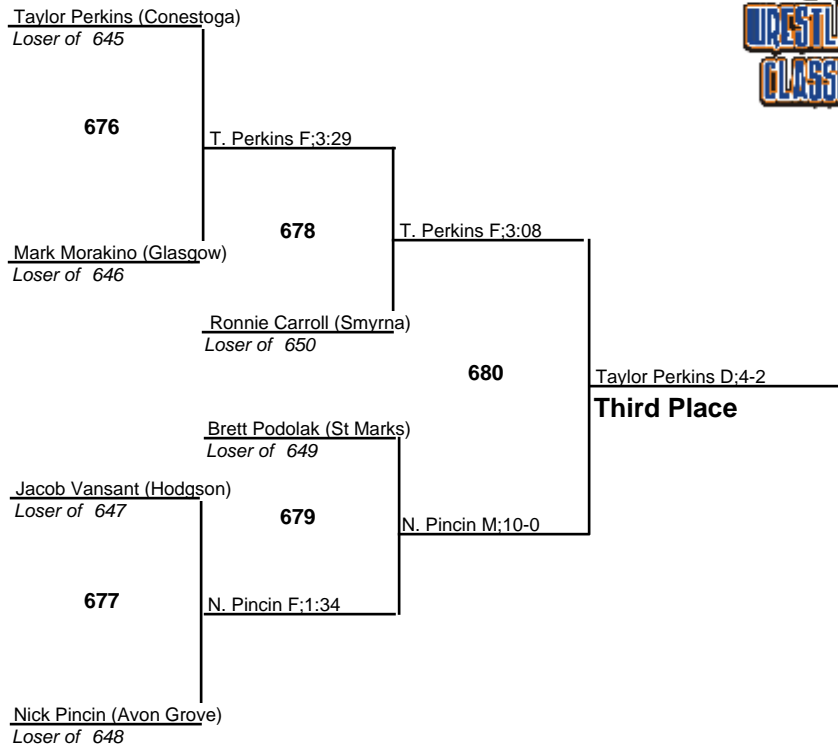 Taylor Perkins (Conestoga)
Loser of 645
676
T. Perkins F;3:29
Mark Morakino (Glasgow)
Loser of 646
678
T. Perkins F;3:08
Ronnie Carroll (Smyrna)
Loser of 650
680
Taylor Perkins D;4-2
Third Place
Brett Podolak (St Marks)
Loser of 649
Jacob Vansant (Hodgson)
Loser of 647
679
N. Pincin M;10-0
677
N. Pincin F;1:34
Nick Pincin (Avon Grove)
Loser of 648